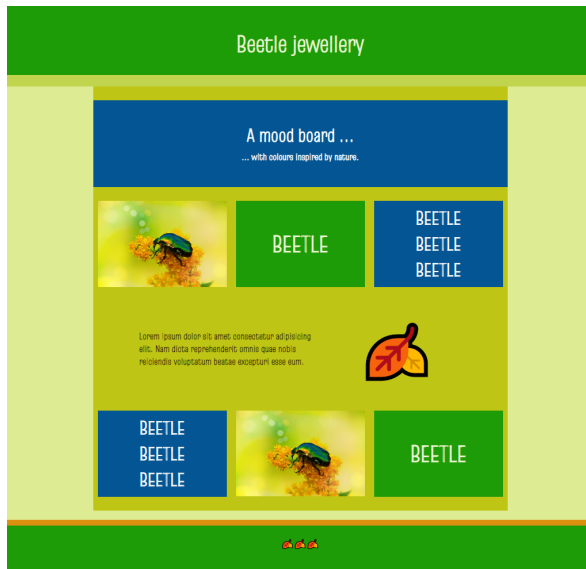 Beetle jewellery
A mood board ...
... with colours inspired by nature.
BEETLE
BEETLE
BEETLE
BEETLE
Lorem ipsum dolor sit amet consectetur adipisicing
elit. Nam dicta reprehenderit omnis quae nobis
reiciendis voluptatum beatae excepturi esse eum.
BEETLE
BEETLE
BEETLE
BEETLE